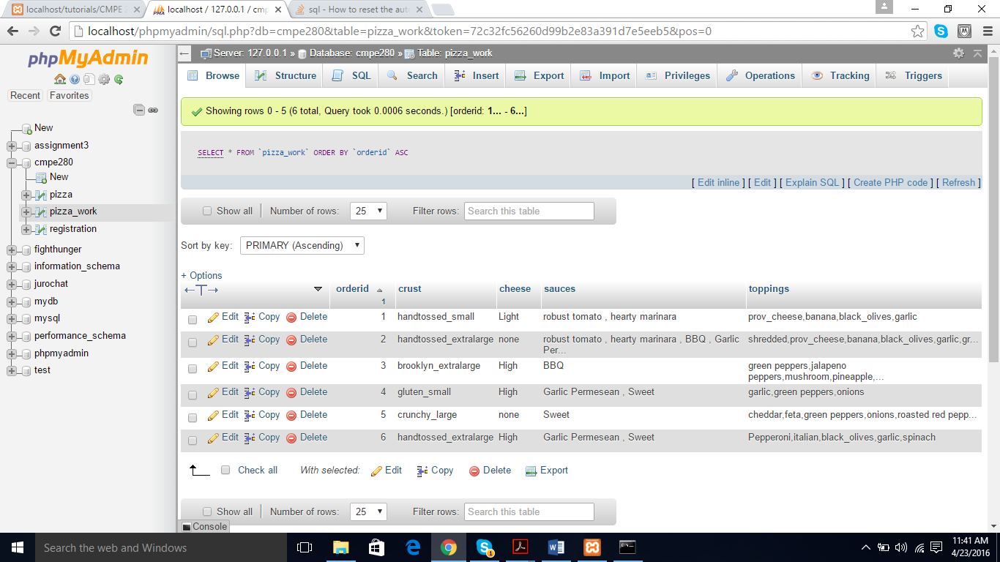 localhost/tutorials/CMPE 2
localhost / 127.0.0.1 / cmp
sql - How to reset the aut
localhost/phpmyadmin/sql.php?db=cmpe280&table=pizza_work&token=72c32fc56260d99b2e83a391d7e5eeb5&pos=0
phpMyAdmin
Recent Favorites
New
assignment3
cmpe280
New
pizza
pizza_work
registration
fighthunger
information_schema
jurochat
mydb
mysql
performance_schema
phpmyadmin
test
Server: 127.0.0.1 » Database: cmpe280 » Table: pizza_work
Browse Structure SQL Search Insert Export Import Privileges Operations Tracking Triggers
Showing rows 0 - 5 (6 total, Query took 0.0006 seconds.) [orderid: 1... - 6...]
SELECT * FROM `pizza_work` ORDER BY `orderid` ASC
[ Edit inline ] [ Edit ] [ Explain SQL ] [ Create PHP code ] [ Refresh ]
Show all Number of rows: 25 Filter rows: Search this table
Sort by key: PRIMARY (Ascending)
+ Options
orderid 1 crust cheese sauces toppings
Edit Copy Delete 1 handtossed_small Light robust tomato , hearty marinara prov_cheese,banana,black_olives,garlic
Edit Copy Delete 2 handtossed_extralarge none robust tomato , hearty marinara , BBQ , Garlic Per... shredded,prov_cheese,banana,black_olives,garlic,gr...
Edit Copy Delete 3 brooklyn_extralarge High BBQ green peppers,jalapeno peppers,mushroom,pineapple,...
Edit Copy Delete 4 gluten_small High Garlic Permesean , Sweet garlic,green peppers,onions
Edit Copy Delete 5 crunchy_large none Sweet cheddar,feta,green peppers,onions,roasted red pepp...
Edit Copy Delete 6 handtossed_extralarge High Garlic Permesean , Sweet Pepperoni,italian,black_olives,garlic,spinach
Check all With selected: Edit Copy Delete Export
Show all Number of rows: 25 Filter rows: Search this table
Console
Search the web and Windows
1
11:41 AM
4/23/2016